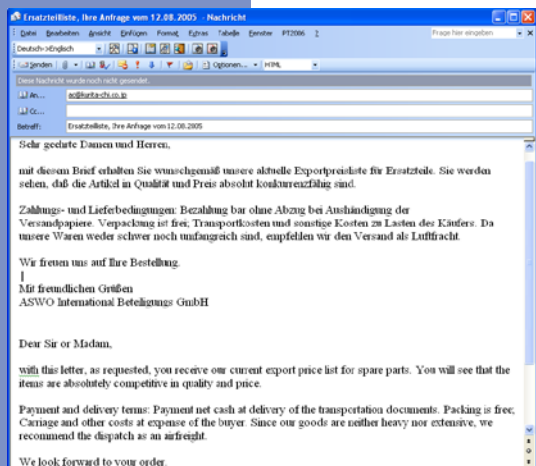 Ersatzteilliste, Ihre Anfrage vom 12.08.2005 - Nachricht
Datei Bearbeiten Ansicht Einfügen Format Extras Tabelle Fenster PT2006 ? Frage hier eingeben
Deutsch->Englisch
Senden Optionen... HTML
Diese Nachricht wurde noch nicht gesendet.
An... ac@kurita-chi.co.jp
Cc...
Betreff: Ersatzteilliste, Ihre Anfrage vom 12.08.2005
Sehr geehrte Damen und Herren,
mit diesem Brief erhalten Sie wunschgemäß unsere aktuelle Exportpreisliste für Ersatzteile. Sie werden
sehen, daß die Artikel in Qualität und Preis absolut konkurrenzfähig sind.
Zahlungs- und Lieferbedingungen: Bezahlung bar ohne Abzug bei Aushändigung der
Versandpapiere. Verpackung ist frei; Transportkosten und sonstige Kosten zu Lasten des Käufers. Da
unsere Waren weder schwer noch umfangreich sind, empfehlen wir den Versand als Luftfracht.
Wir freuen uns auf Ihre Bestellung.
Mit freundlichen Grüßen
ASWO International Beteiligungs GmbH
Dear Sir or Madam,
with this letter, as requested, you receive our current export price list for spare parts. You will see that the
items are absolutely competitive in quality and price.
Payment and delivery terms: Payment net cash at delivery of the transportation documents. Packing is free;
Carriage and other costs at expense of the buyer. Since our goods are neither heavy nor extensive, we
recommend the dispatch as an airfreight.
We look forward to your order.